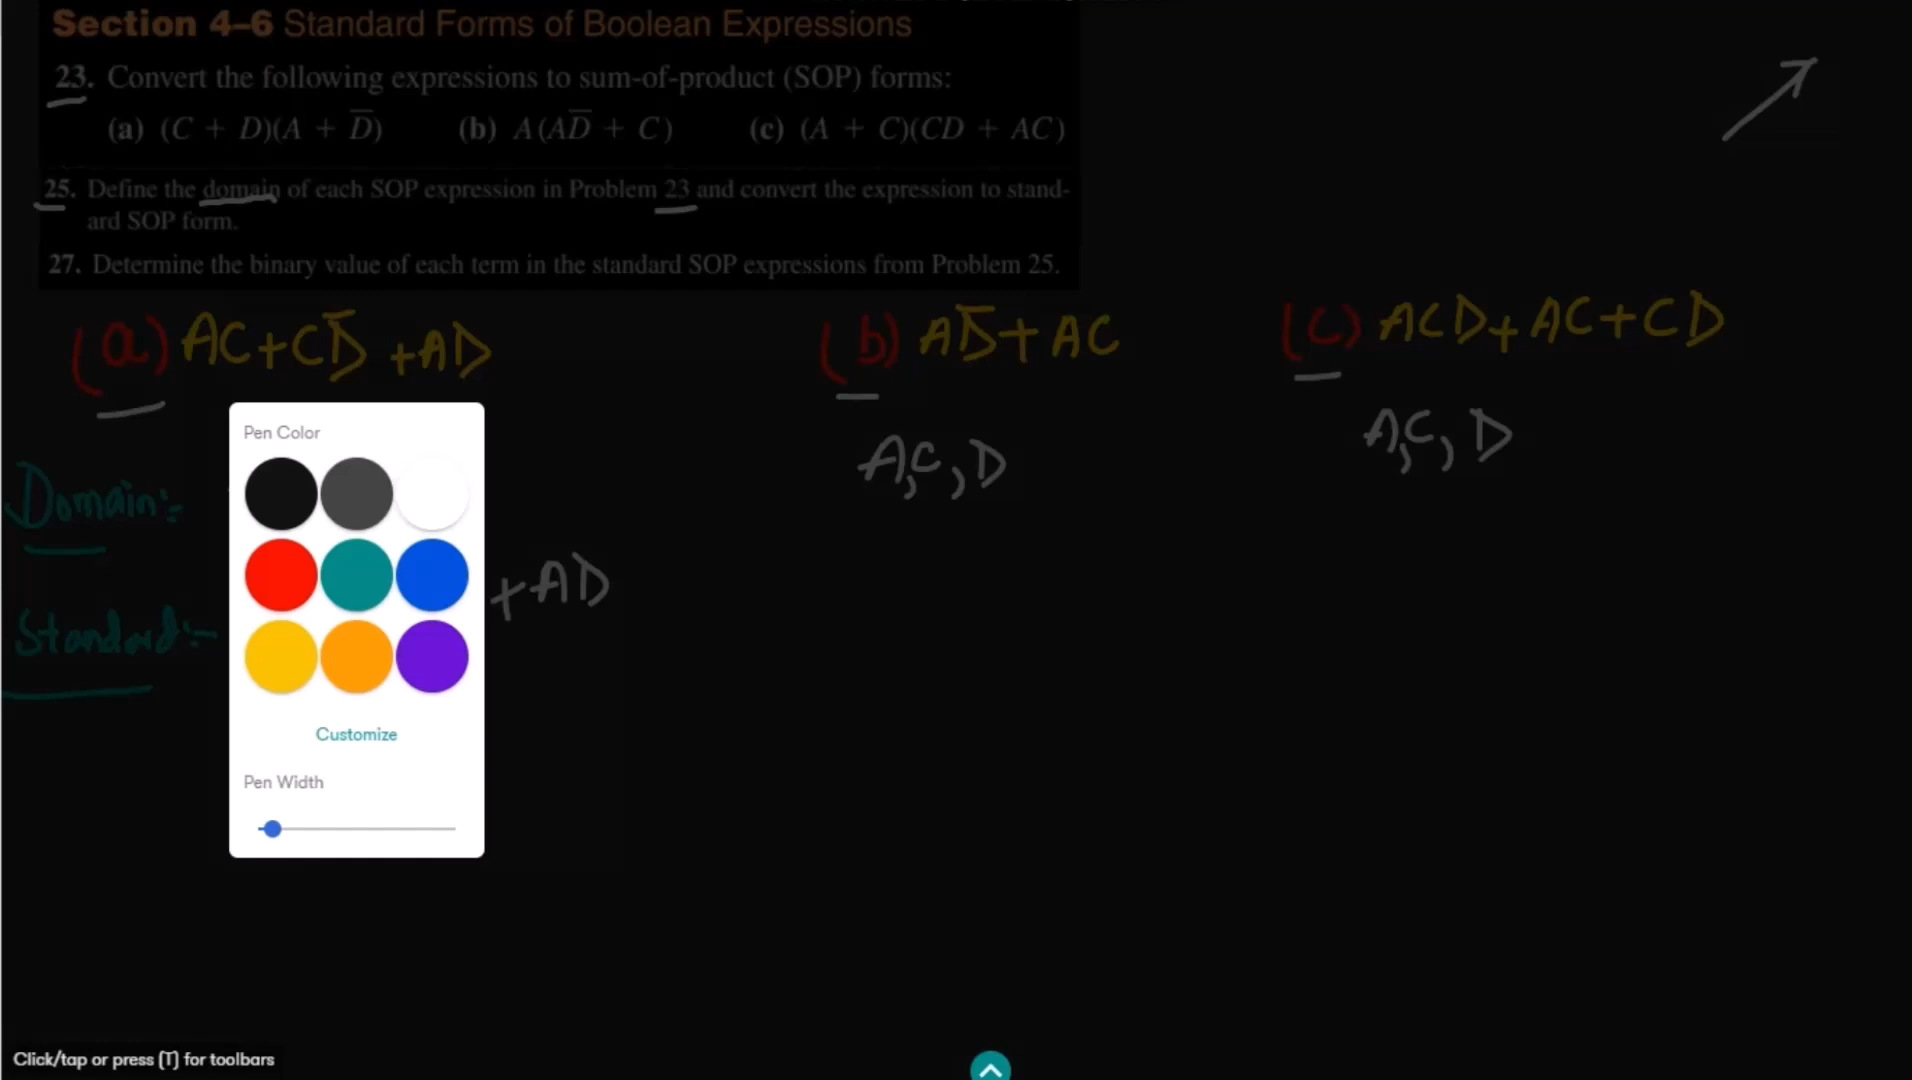 Section 4–6 Standard Forms of Boolean Expressions
23. Convert the following expressions to sum-of-product (SOP) forms:
(a) (C + D)(A + D̅) (b) A(AD̅ + C) (c) (A + C)(CD + AC)
25. Define the domain of each SOP expression in Problem 23 and convert the expression to stand-
ard SOP form.
27. Determine the binary value of each term in the standard SOP expressions from Problem 25.
(a) AC+CD̅ +AD (b) AD̅+AC (c) ACD+AC+CD
Domain:- A,C,D A,C,D
Standard:- +AD
Pen Color
Customize
Pen Width
Click/tap or press (T) for toolbars